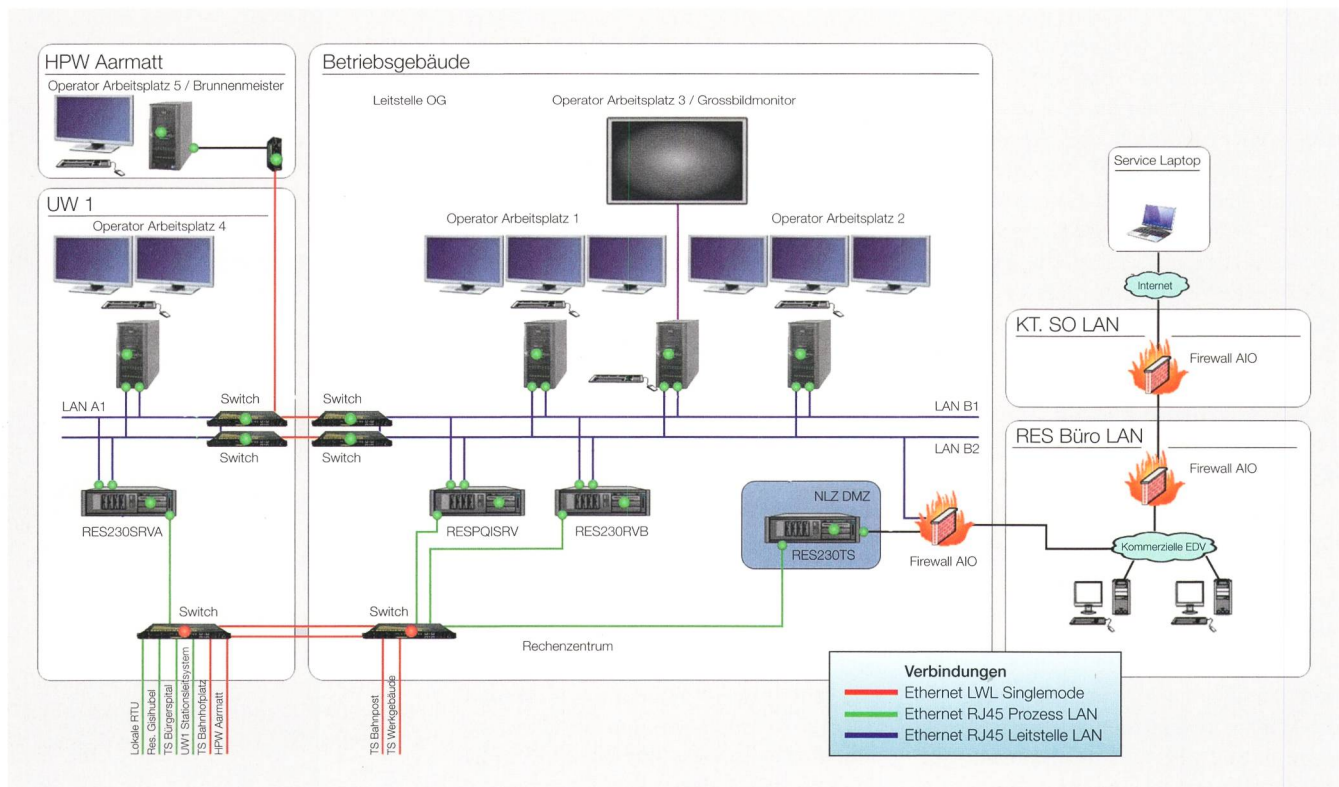 HPW Aarmatt
Operator Arbeitsplatz 5 / Brunnenmeister
UW 1
Operator Arbeitsplatz 4
Betriebsgebäude
Leitstelle OG
Operator Arbeitsplatz 3 / Grossbildmonitor
Operator Arbeitsplatz 1
Operator Arbeitsplatz 2
Service Laptop
Internet
KT. SO LAN
Firewall AIO
LAN A1
Switch
Switch
LAN B1
Switch
Switch
LAN B2
RES Büro LAN
Firewall AIO
RES230SRVA
RESPQISRV
RES230RVB
NLZ DMZ
RES230TS
Firewall AIO
Kommerzielle EDV
Switch
Switch
Rechenzentrum
Lokale RTU
Res. Gisihubel
TS Bürgerspital
UW1 Stationsleitsystem
TS Bahnhofplatz
HPW Aarmatt
TS Bahnpost
TS Werkgebäude
Verbindungen
Ethernet LWL Singlemode
Ethernet RJ45 Prozess LAN
Ethernet RJ45 Leitstelle LAN